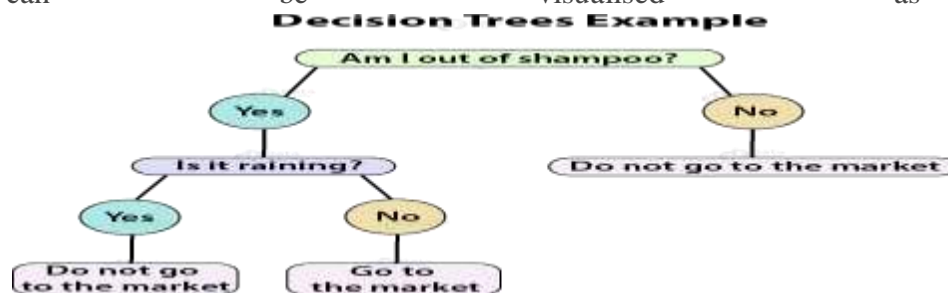 can be visualised as
Decision Trees Example
Am I out of shampoo?
Yes
No
Is it raining?
Do not go to the market
Yes
No
Do not go
to the market
Go to
the market